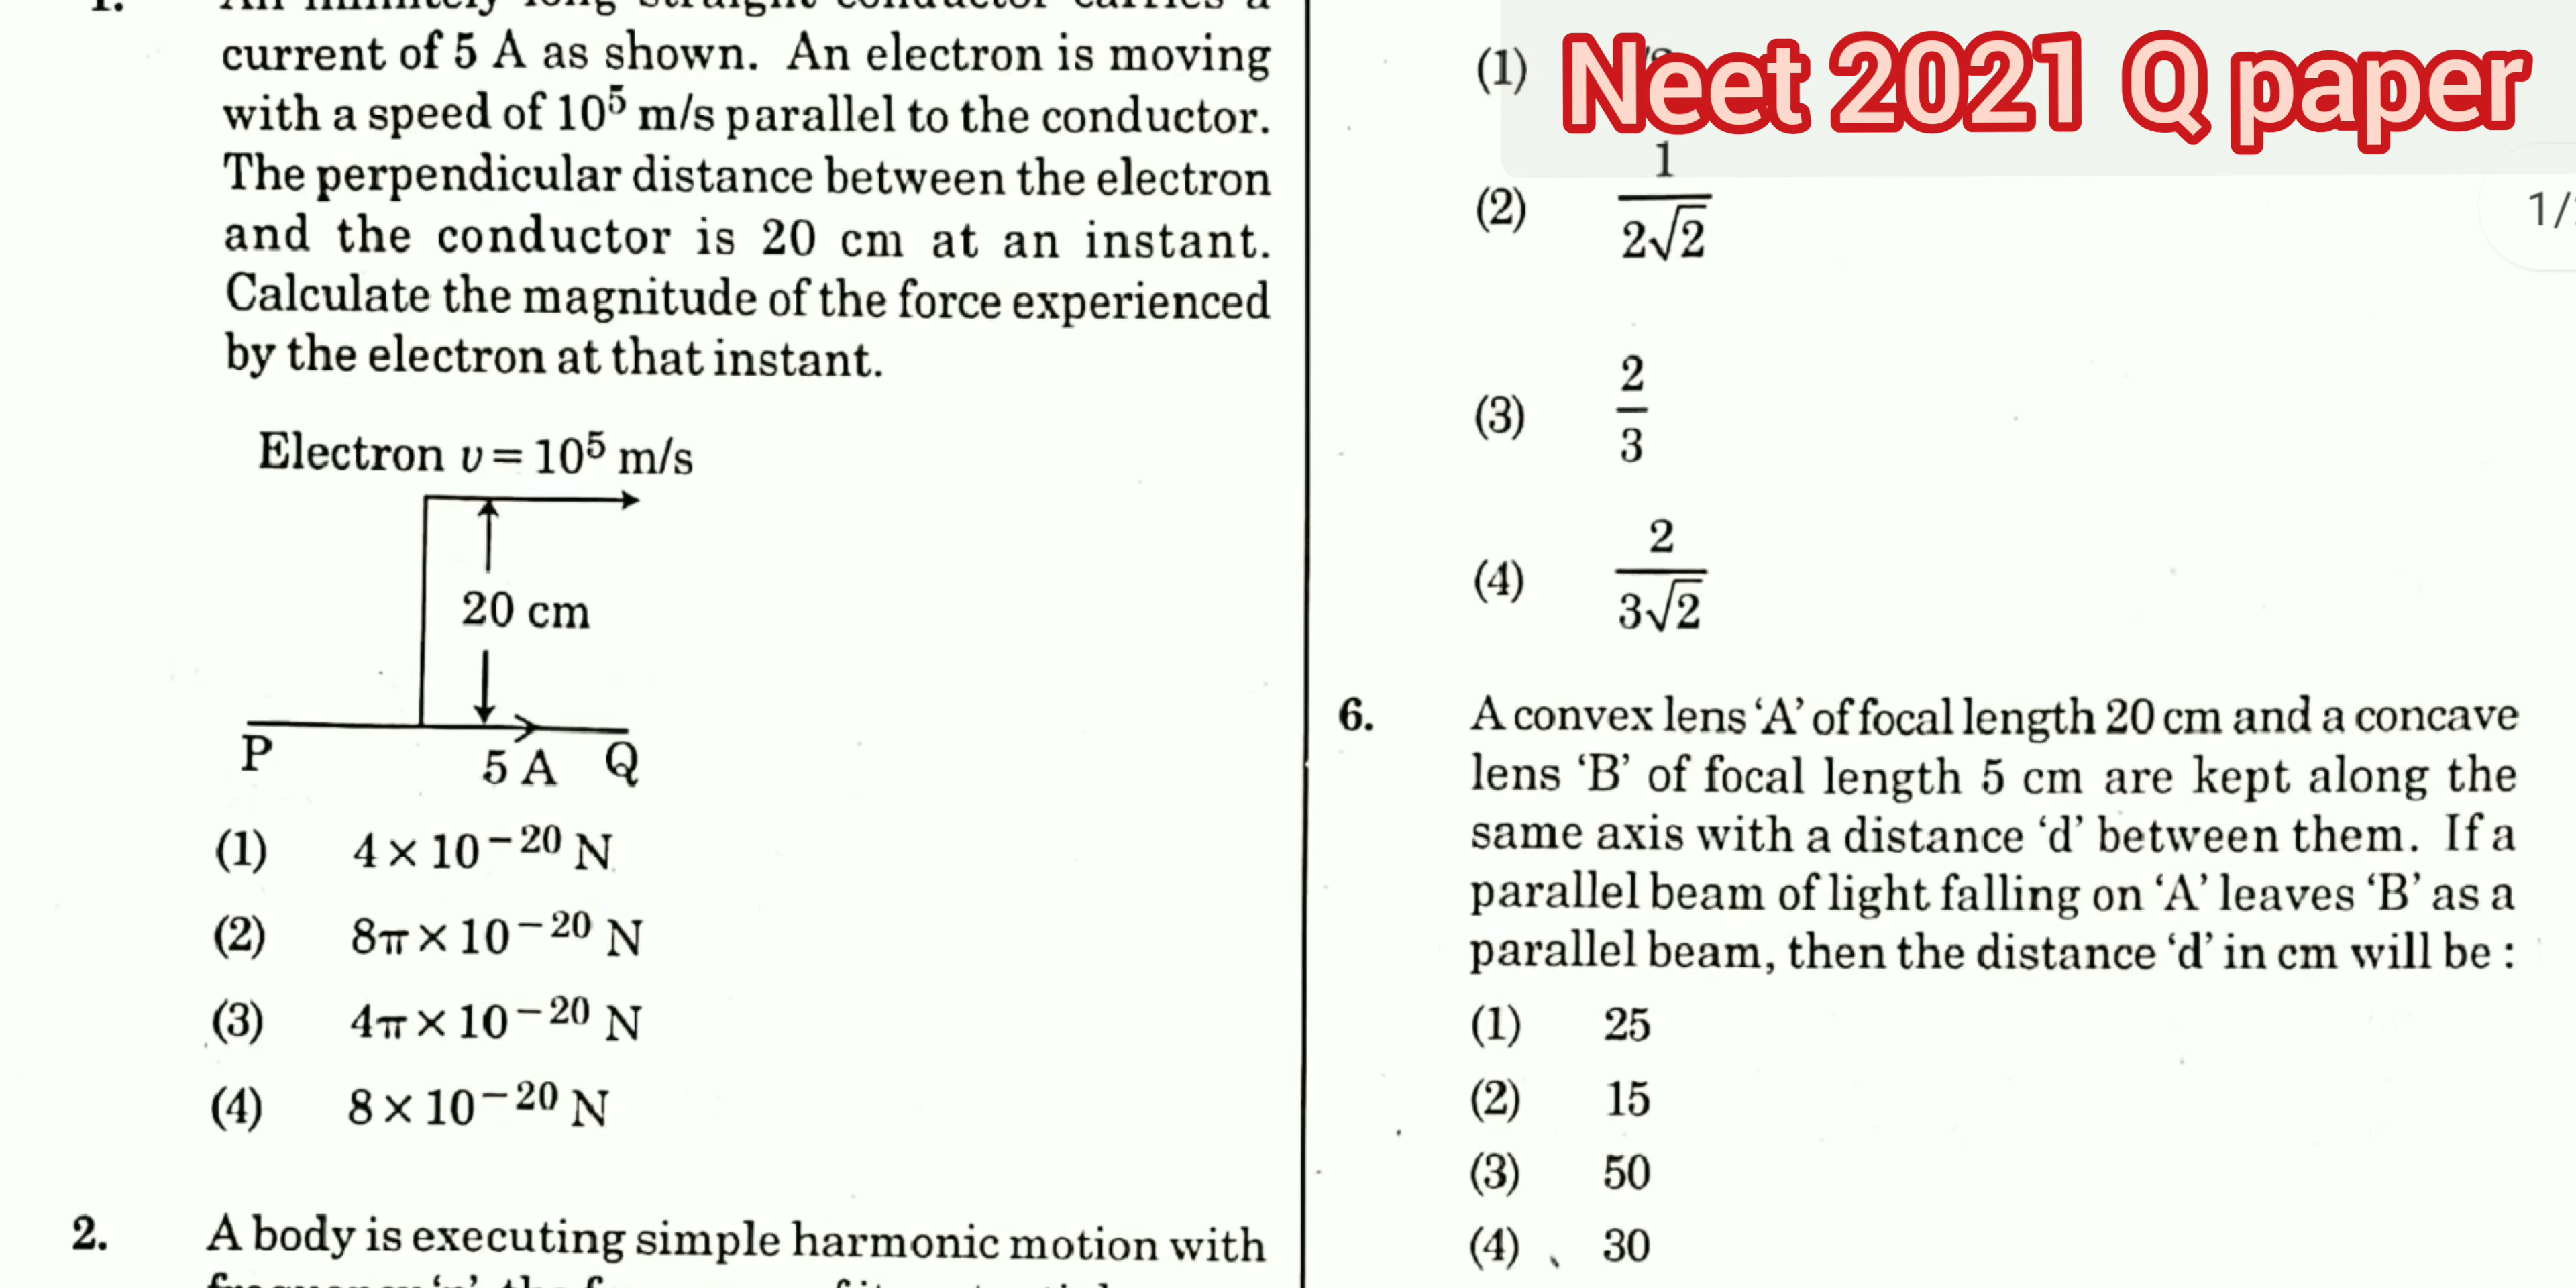 1.
current of 5 A as shown. An electron is moving
with a speed of 10⁵ m/s parallel to the conductor.
The perpendicular distance between the electron
and the conductor is 20 cm at an instant.
Calculate the magnitude of the force experienced
by the electron at that instant.
Electron v = 10⁵ m/s
20 cm
P 5 A Q
(1) 4 × 10⁻²⁰ N
(2) 8π × 10⁻²⁰ N
(3) 4π × 10⁻²⁰ N
(4) 8 × 10⁻²⁰ N
2. A body is executing simple harmonic motion with
Neet 2021 Q paper
1/
(1)
(2) 1/(2√2)
(3) 2/3
(4) 2/(3√2)
6. A convex lens ‘A’ of focal length 20 cm and a concave
lens ‘B’ of focal length 5 cm are kept along the
same axis with a distance ‘d’ between them. If a
parallel beam of light falling on ‘A’ leaves ‘B’ as a
parallel beam, then the distance ‘d’ in cm will be :
(1) 25
(2) 15
(3) 50
(4) 30